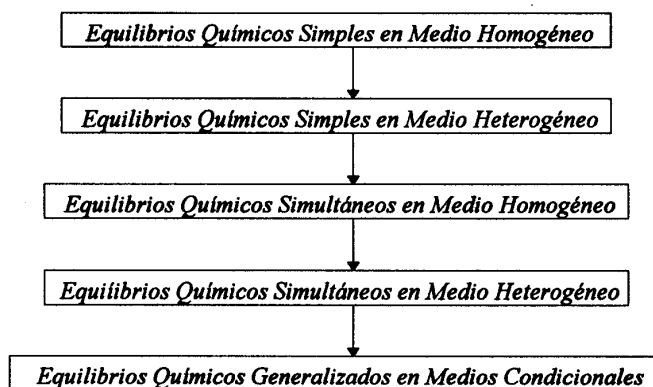 Equilibrios Químicos Simples en Medio Homogéneo
Equilibrios Químicos Simples en Medio Heterogéneo
Equilibrios Químicos Simultáneos en Medio Homogéneo
Equilibrios Químicos Simultáneos en Medio Heterogéneo
Equilibrios Químicos Generalizados en Medios Condicionales